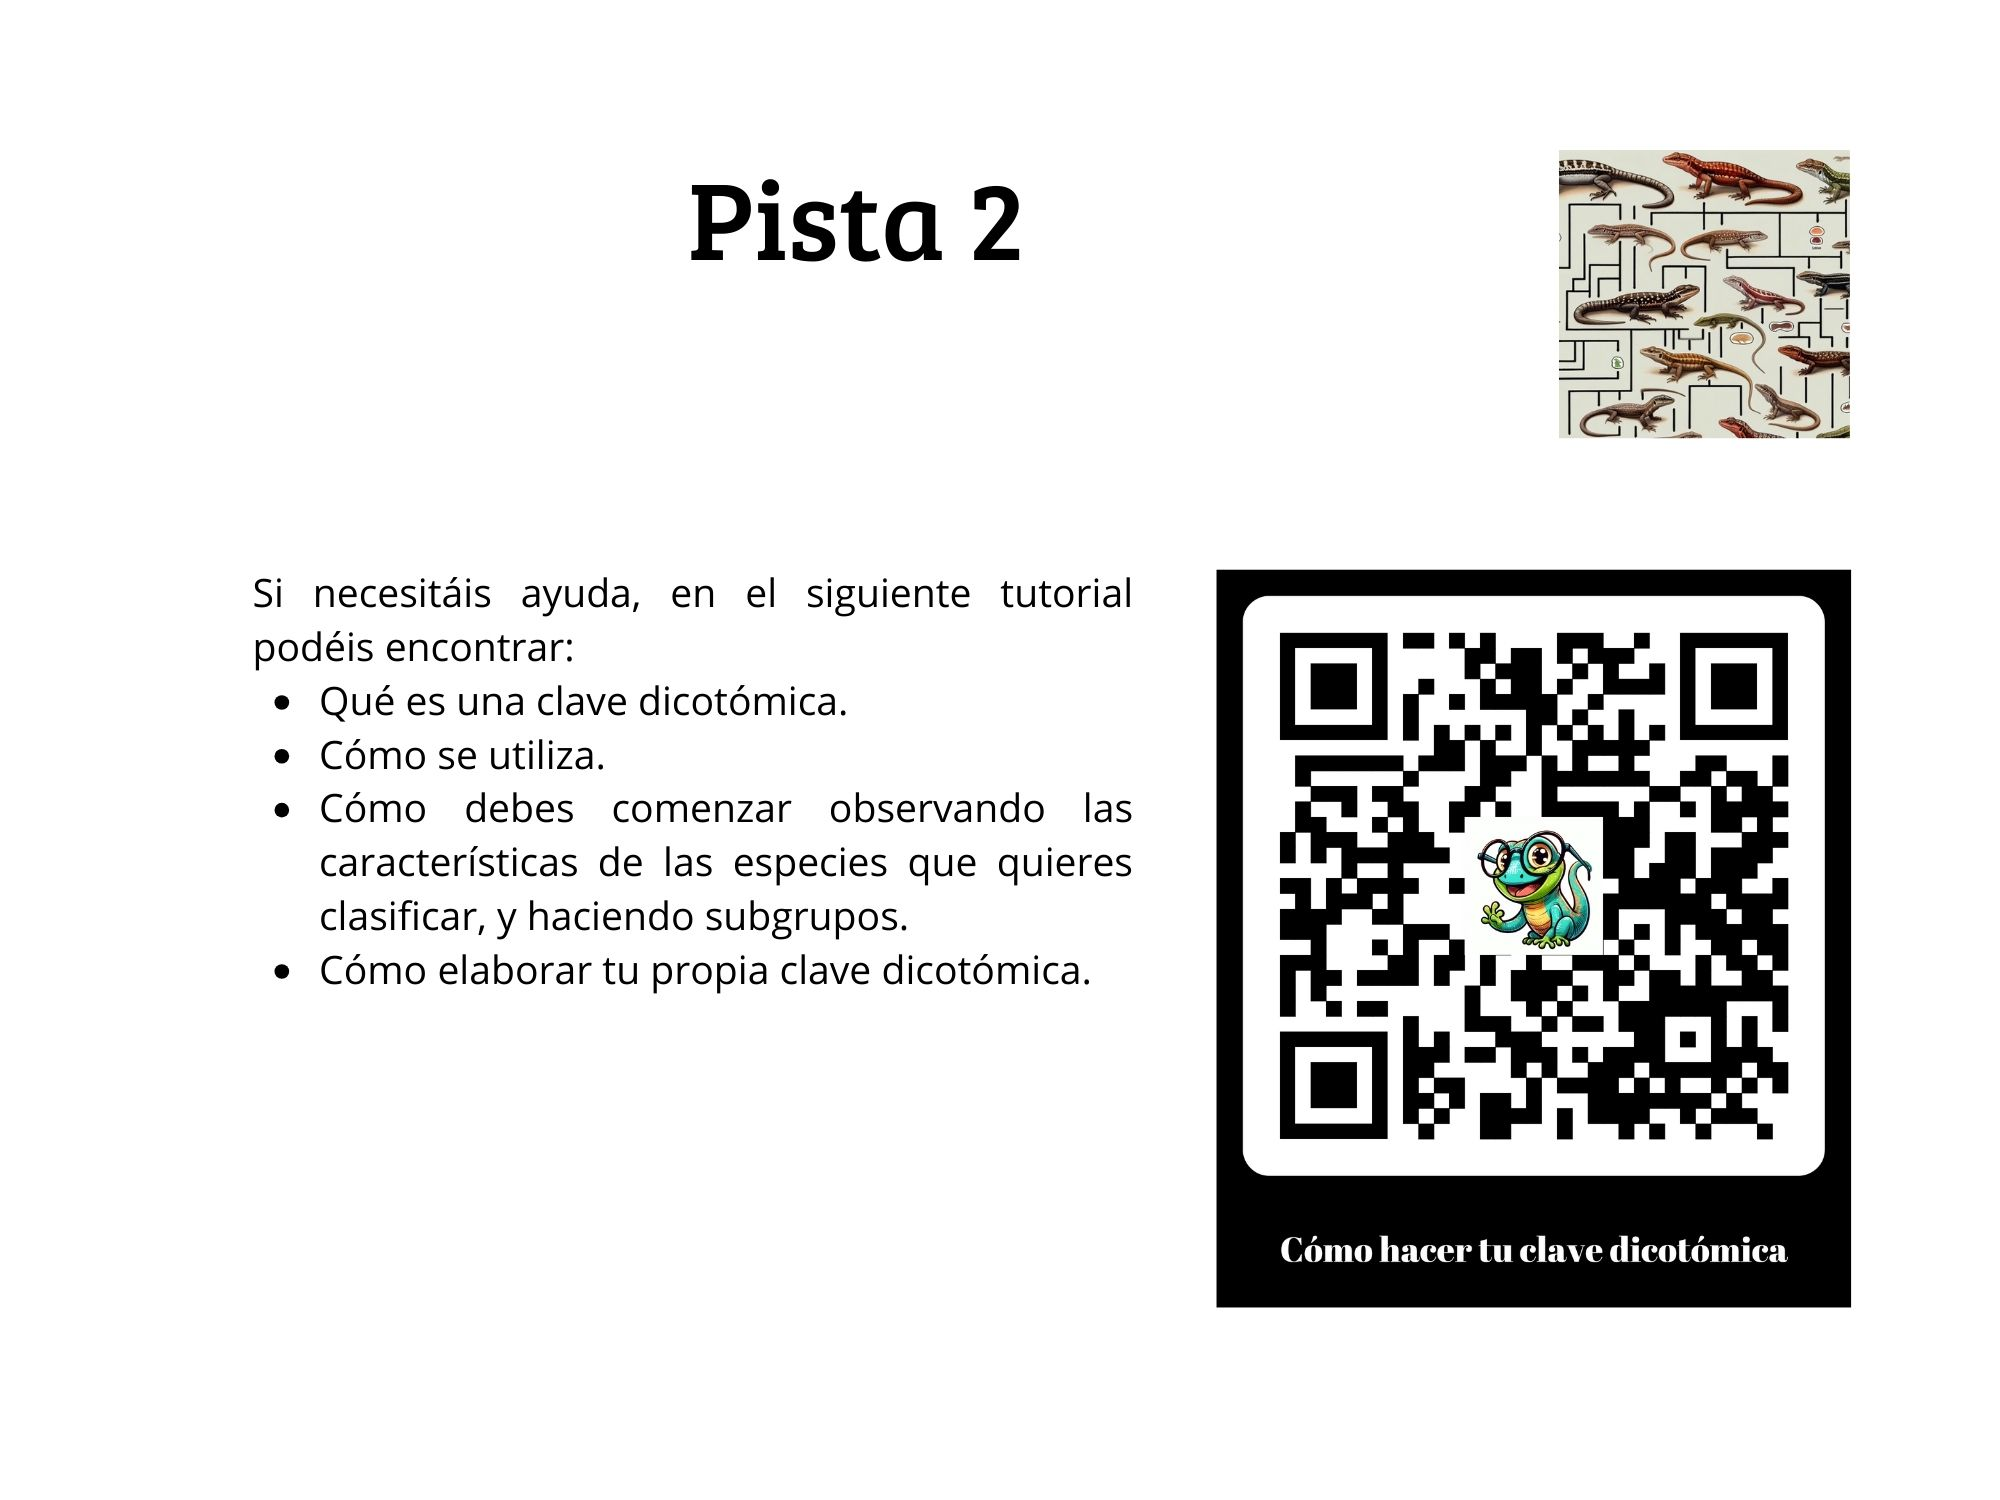 Pista 2
Si necesitáis ayuda, en el siguiente tutorial
podéis encontrar:
• Qué es una clave dicotómica.
• Cómo se utiliza.
• Cómo debes comenzar observando las
características de las especies que quieres
clasificar, y haciendo subgrupos.
• Cómo elaborar tu propia clave dicotómica.
Cómo hacer tu clave dicotómica